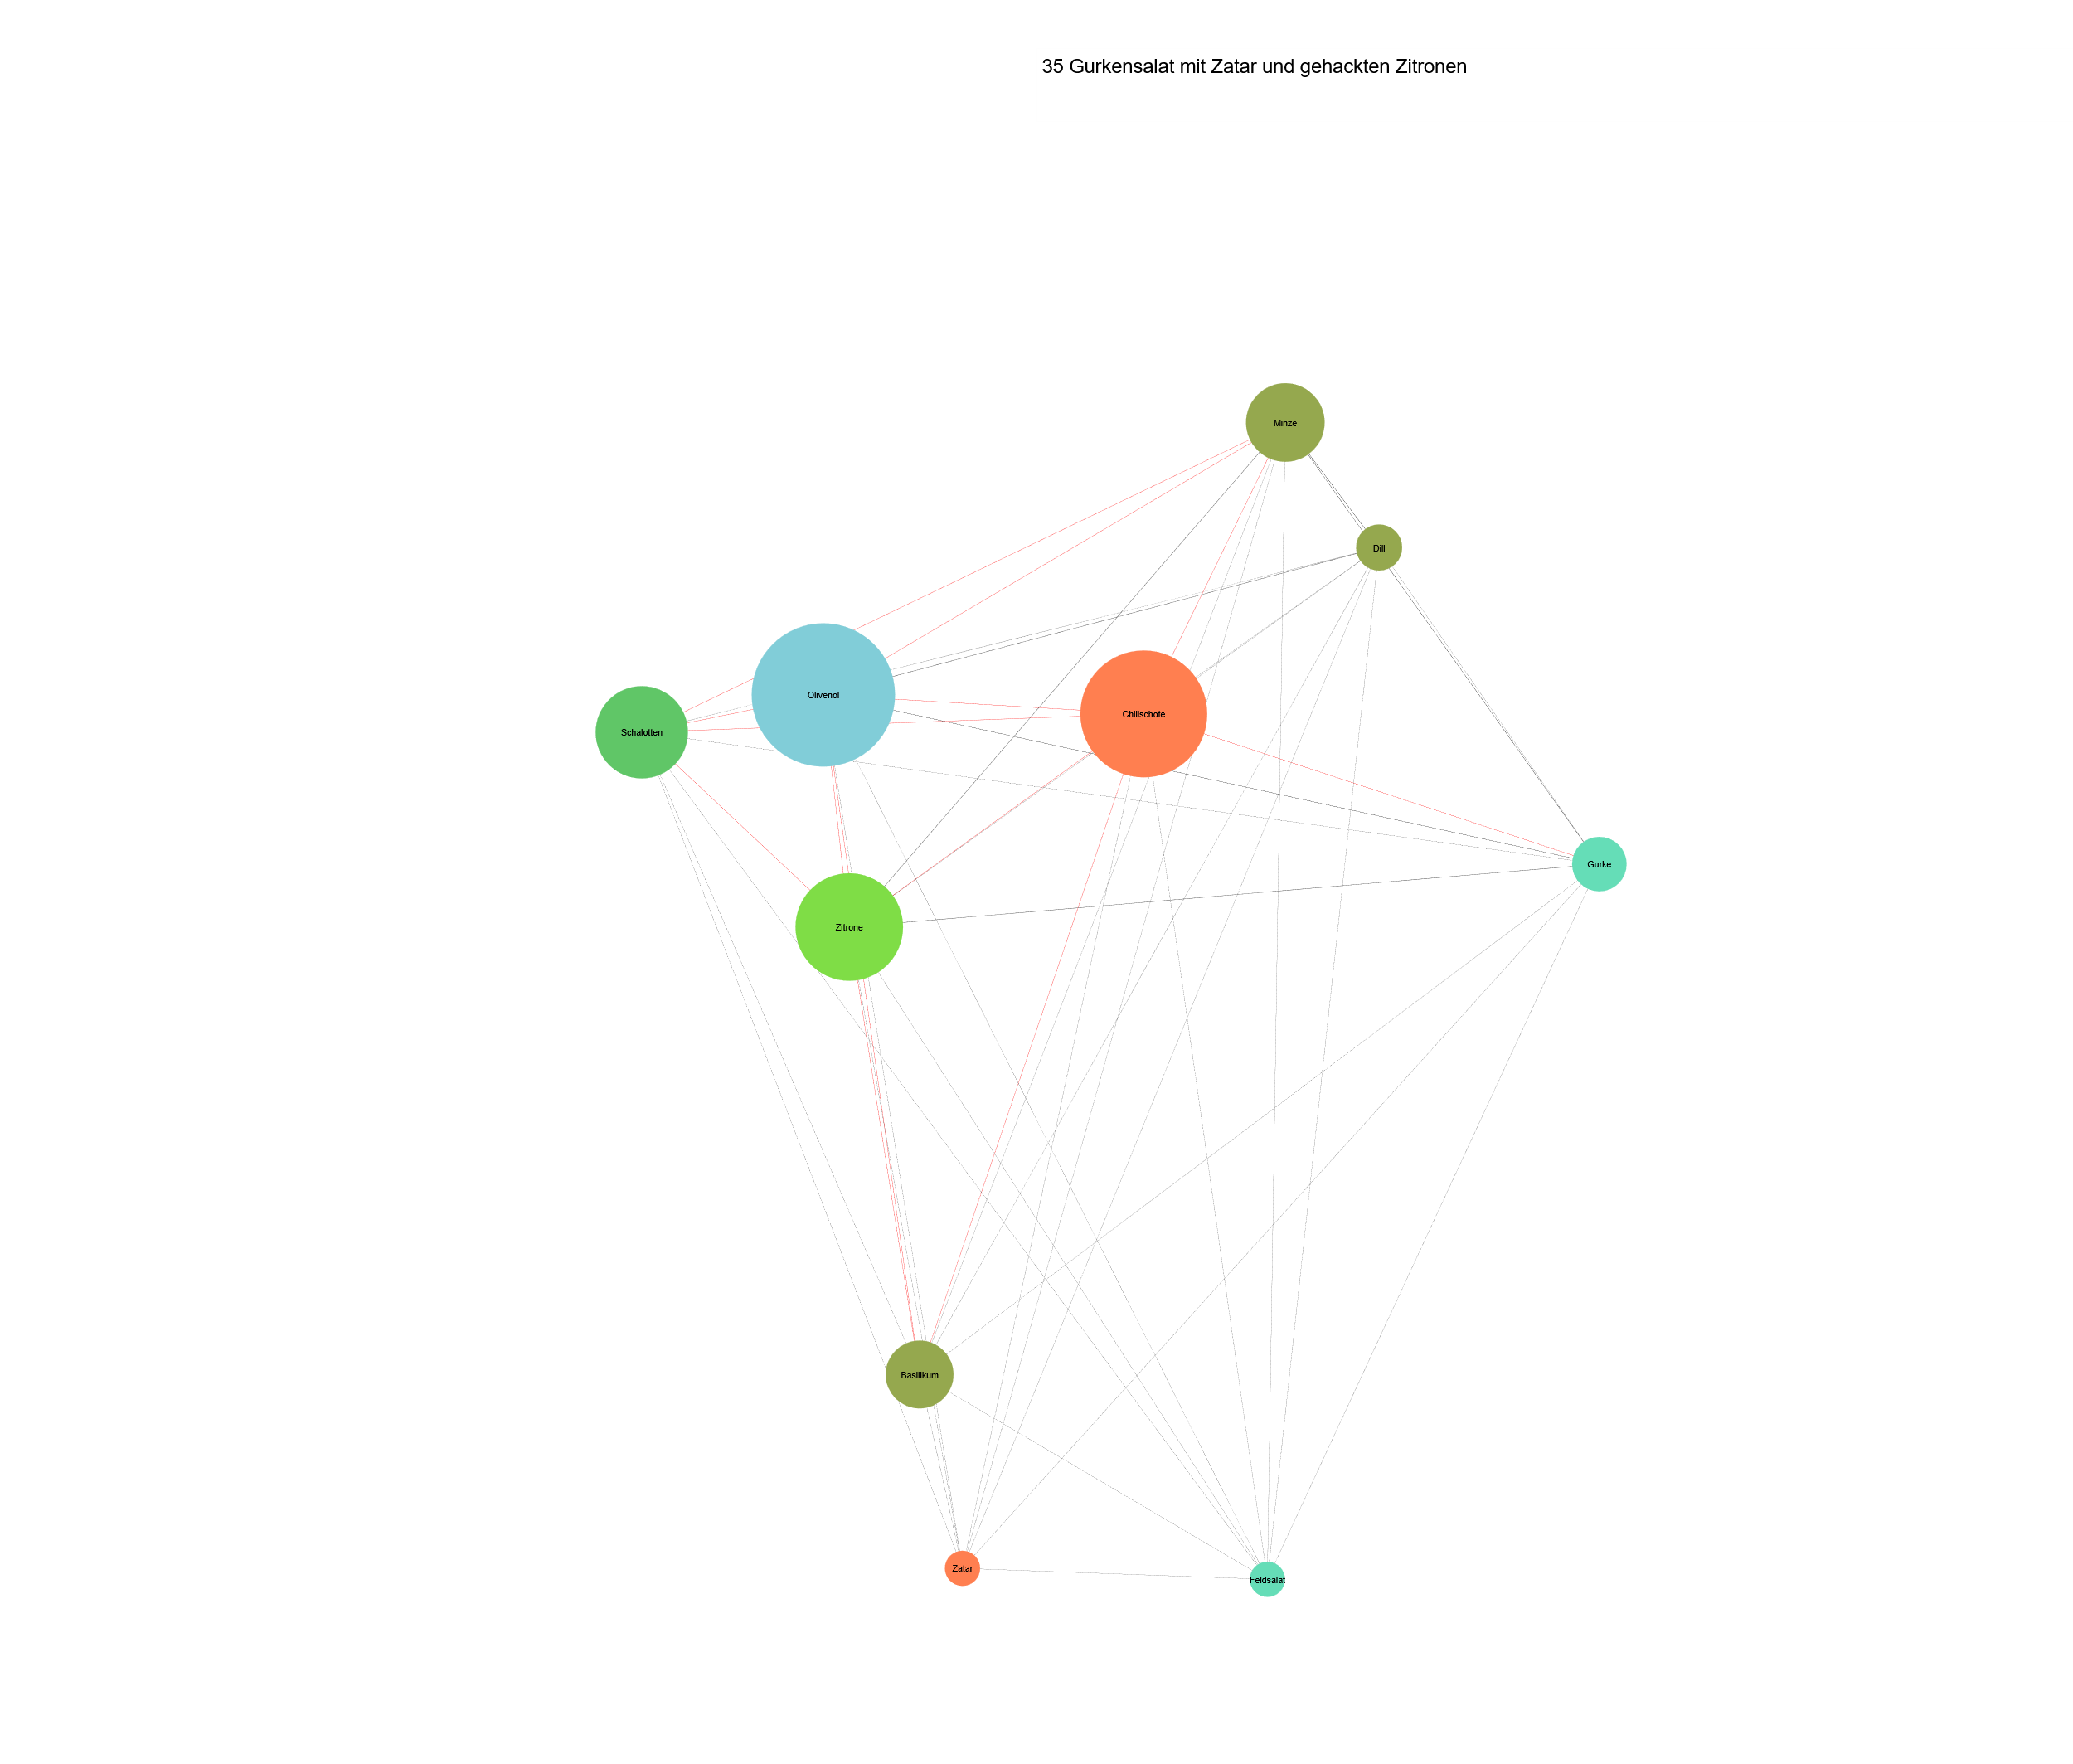 35 Gurkensalat mit Zatar und gehackten Zitronen
Minze
Dill
Olivenöl
Chilischote
Schalotten
Gurke
Zitrone
Basilikum
Zatar
Feldsalat